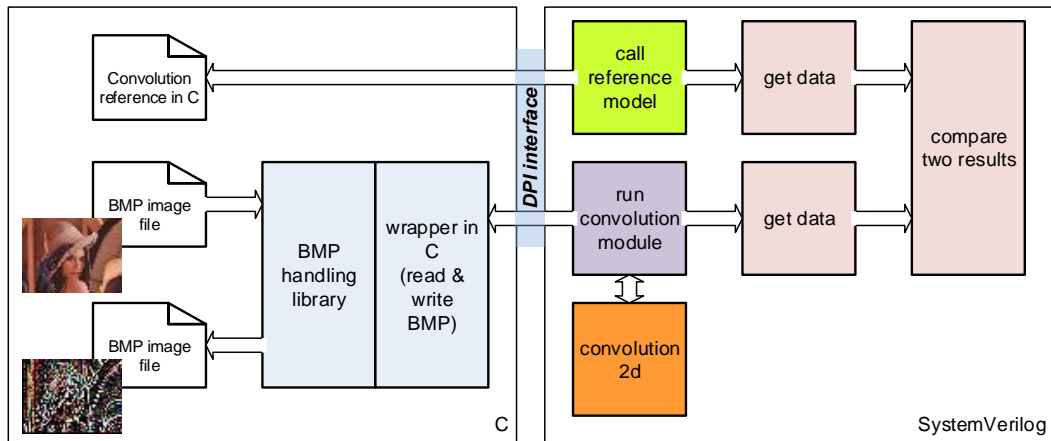 Convolution
reference in C
call
reference
model
get data
compare
two results
DPI interface
BMP image
file
BMP
handling
library
wrapper in
C
(read &
write
BMP)
run
convolution
module
get data
BMP image
file
convolution
2d
C
SystemVerilog